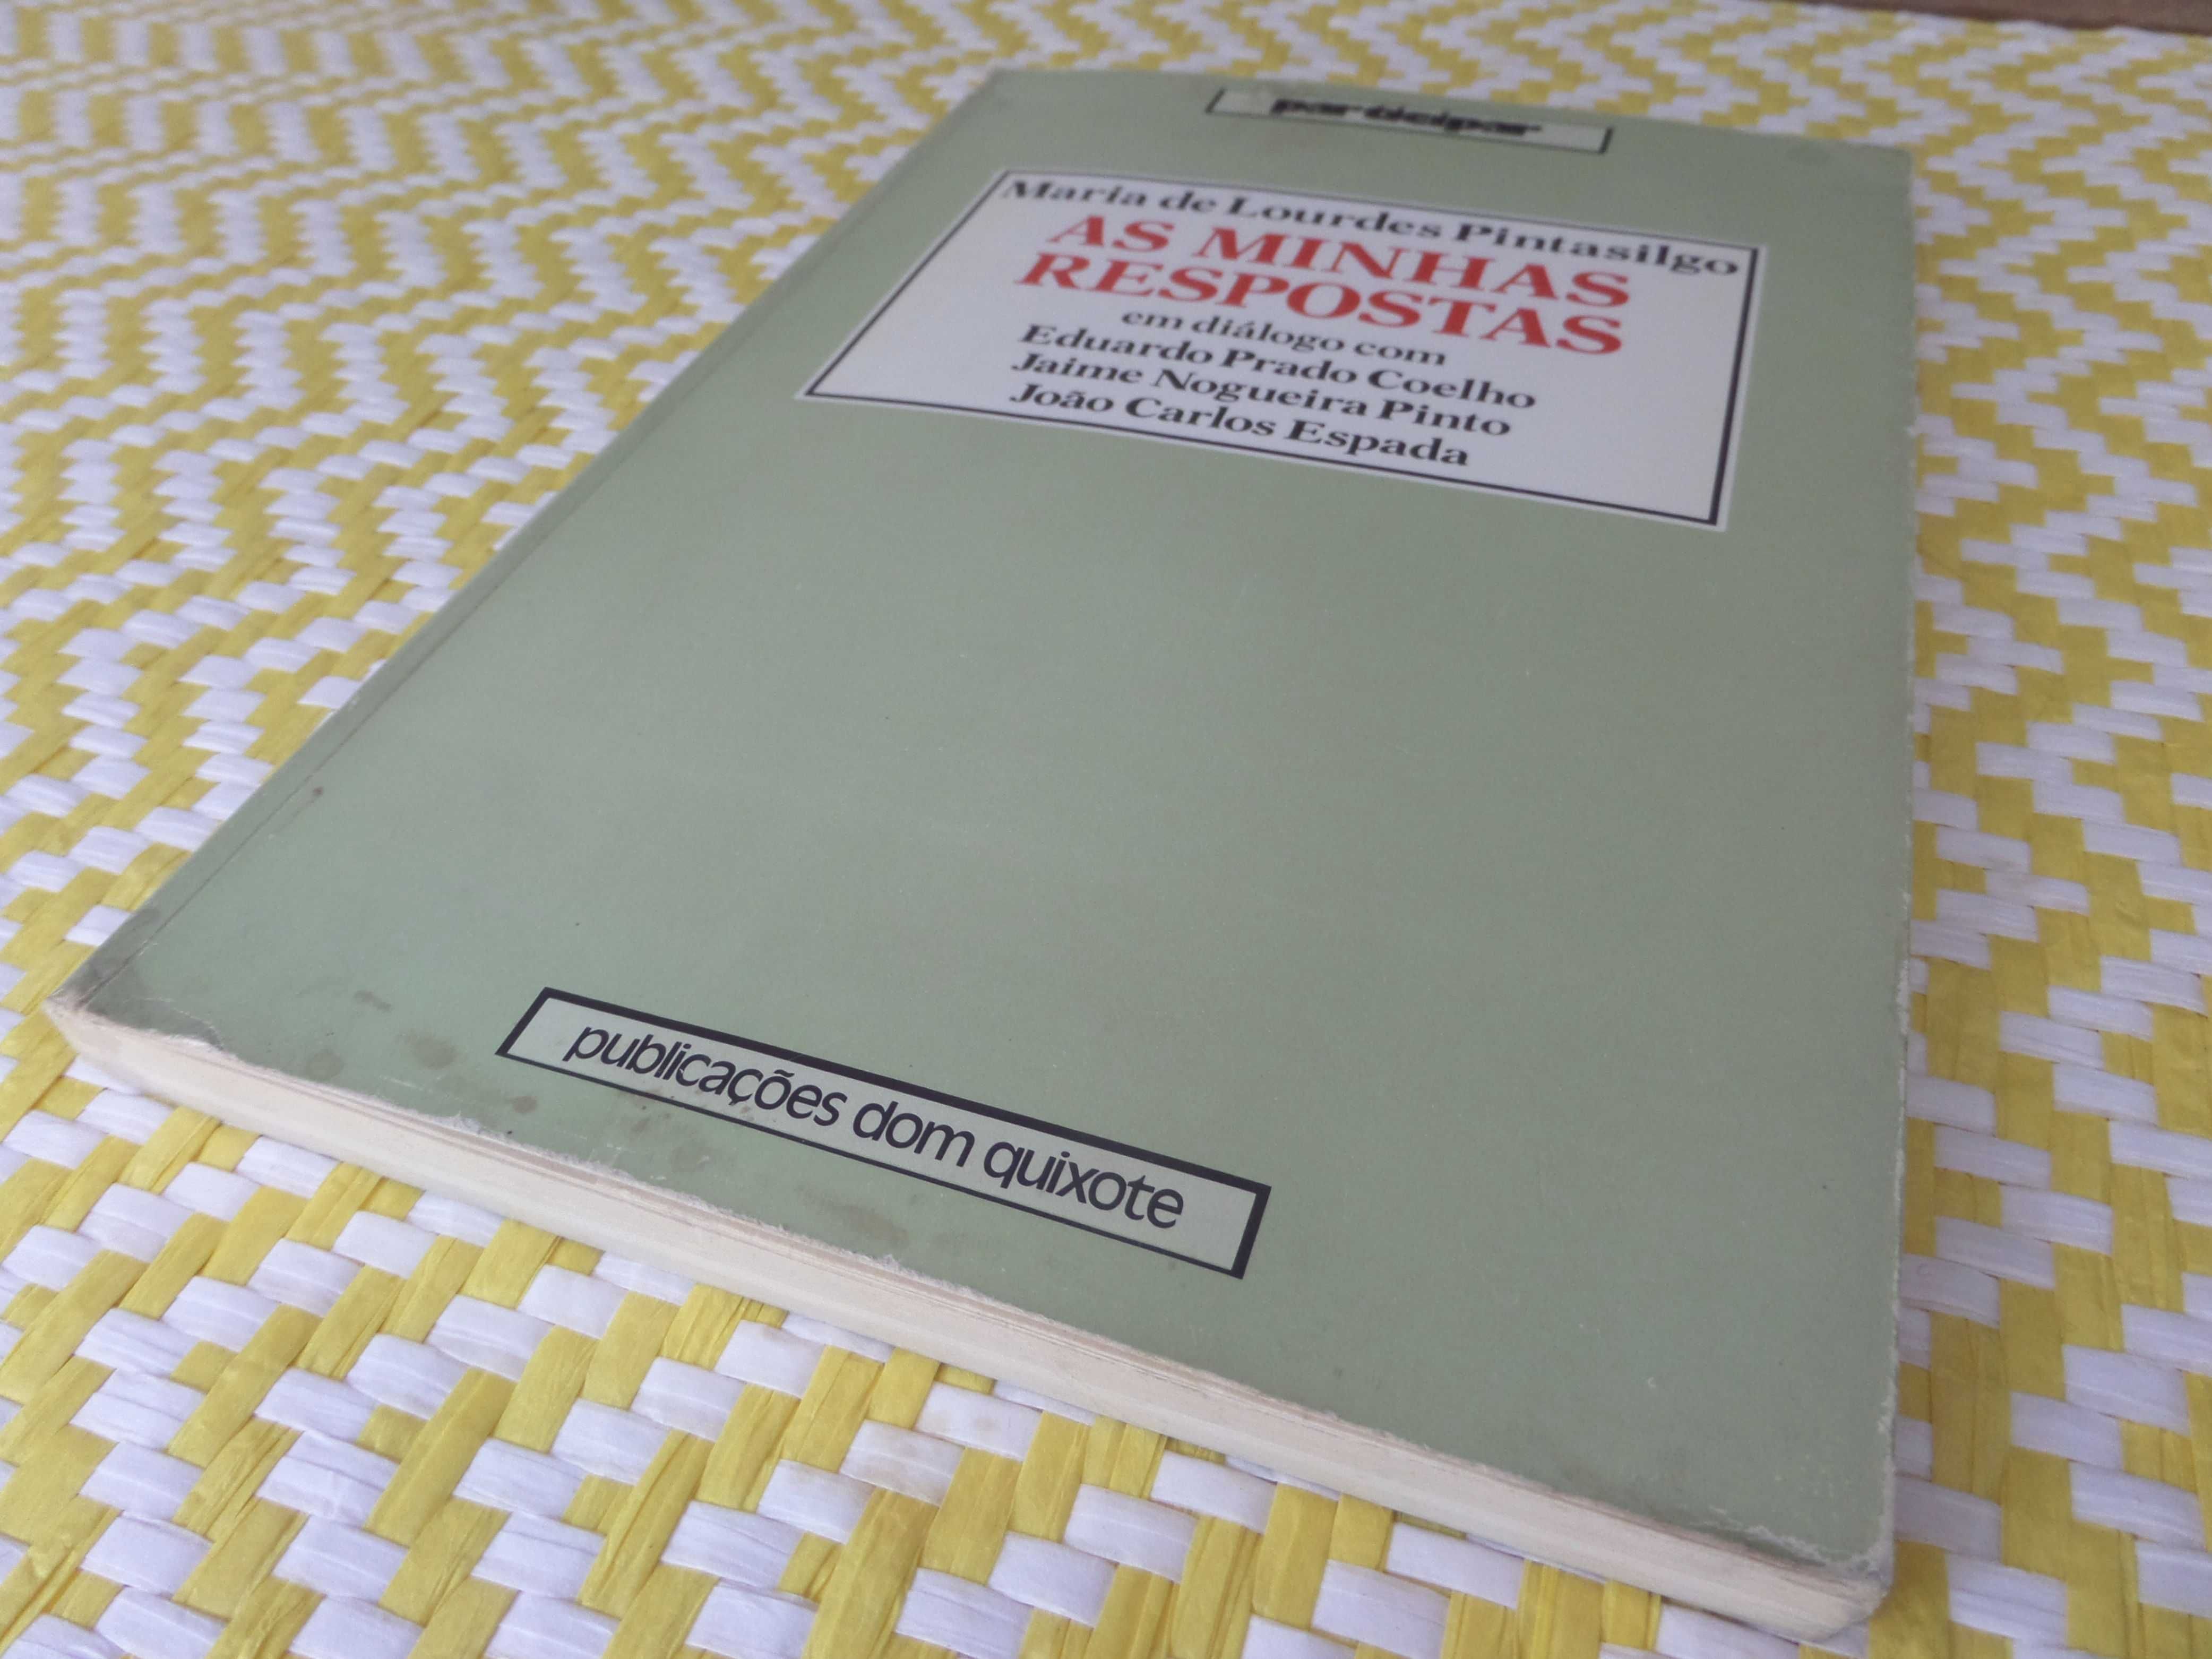 participar
Maria de Lourdes Pintasilgo
AS MINHAS
RESPOSTAS
em diálogo com
Eduardo Prado Coelho
Jaime Nogueira Pinto
João Carlos Espada
publicações dom quixote